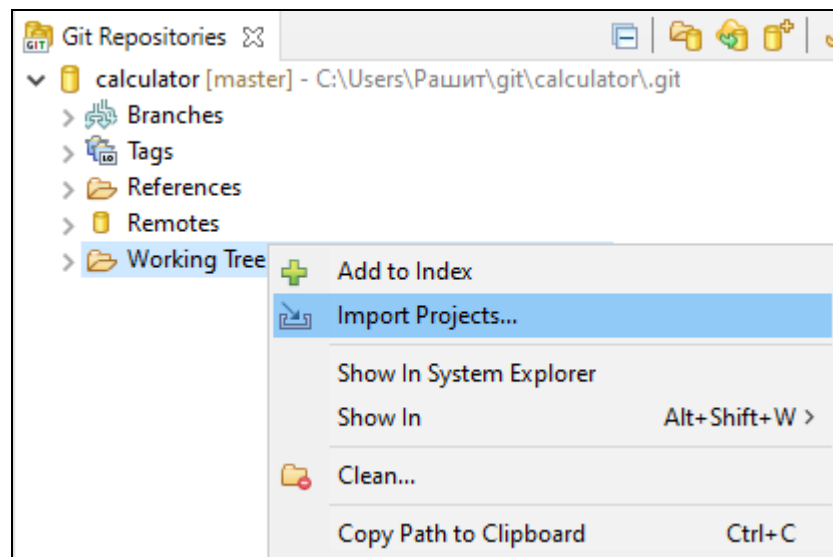 Git Repositories
calculator [master] - C:\Users\Рашит\git\calculator\.git
Branches
Tags
References
Remotes
Working Tree
Add to Index
Import Projects...
Show In System Explorer
Show In Alt+Shift+W >
Clean...
Copy Path to Clipboard Ctrl+C